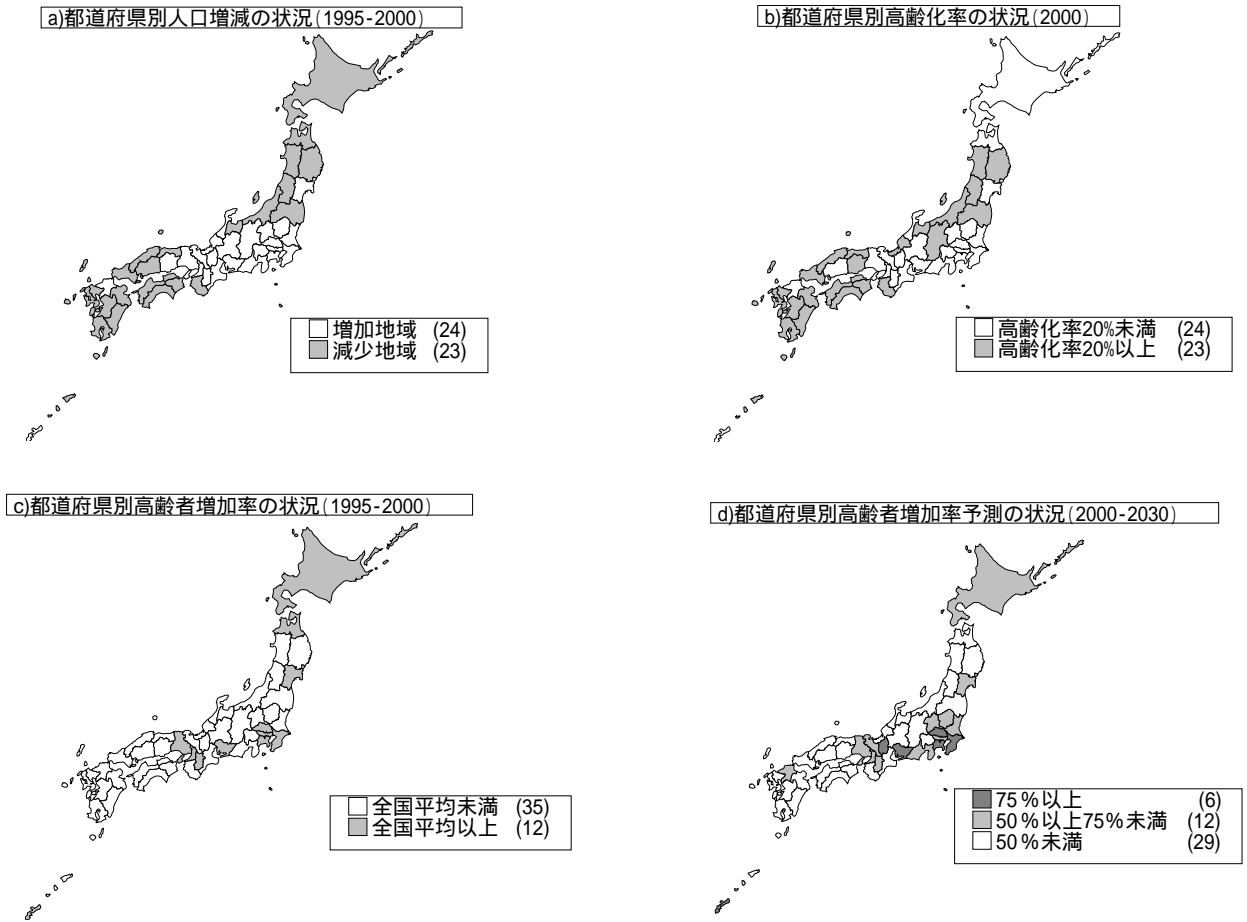 a)都道府県別人口増減の状況(1995-2000)
増加地域 (24)
減少地域 (23)
b)都道府県別高齢化率の状況(2000)
高齢化率20%未満 (24)
高齢化率20%以上 (23)
c)都道府県別高齢者増加率の状況(1995-2000)
全国平均未満 (35)
全国平均以上 (12)
d)都道府県別高齢者増加率予測の状況(2000-2030)
75%以上 (6)
50%以上75%未満 (12)
50%未満 (29)